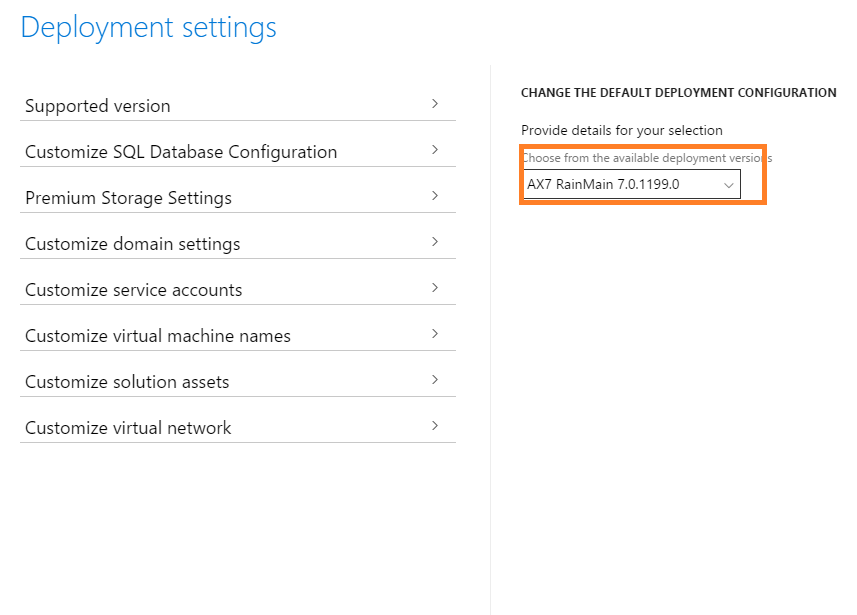 Deployment settings
Supported version
Customize SQL Database Configuration
Premium Storage Settings
Customize domain settings
Customize service accounts
Customize virtual machine names
Customize solution assets
Customize virtual network
CHANGE THE DEFAULT DEPLOYMENT CONFIGURATION
Provide details for your selection
Choose from the available deployment versions
AX7 RainMain 7.0.1199.0